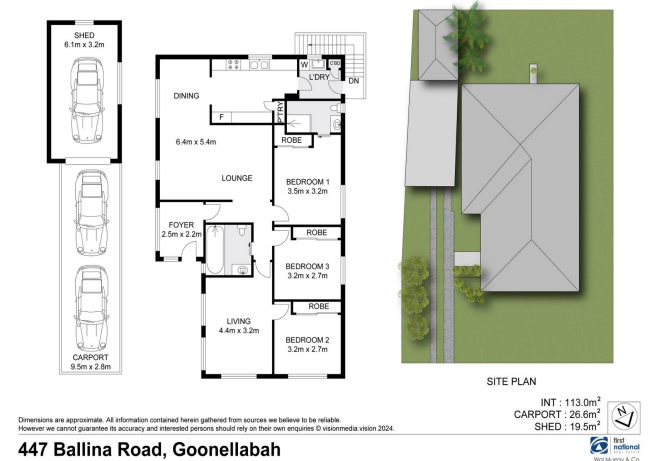 SHED
6.1m x 3.2m
CARPORT
9.5m x 2.8m
DINING
F
W
L'DRY
CBD
DN
P'TRY
6.4m x 5.4m
LOUNGE
ROBE
BEDROOM 1
3.5m x 3.2m
FOYER
2.5m x 2.2m
ROBE
BEDROOM 3
3.2m x 2.7m
LIVING
4.4m x 3.2m
ROBE
BEDROOM 2
3.2m x 2.7m
SITE PLAN
INT : 113.0m²
CARPORT : 26.6m²
SHED : 19.5m²
N
Dimensions are approximate. All information contained herein gathered from sources we believe to be reliable.
However we cannot guarantee its accuracy and interested persons should rely on their own enquiries © visionmedia.vision 2024.
447 Ballina Road, Goonellabah
first
national
Wal Murray & Co